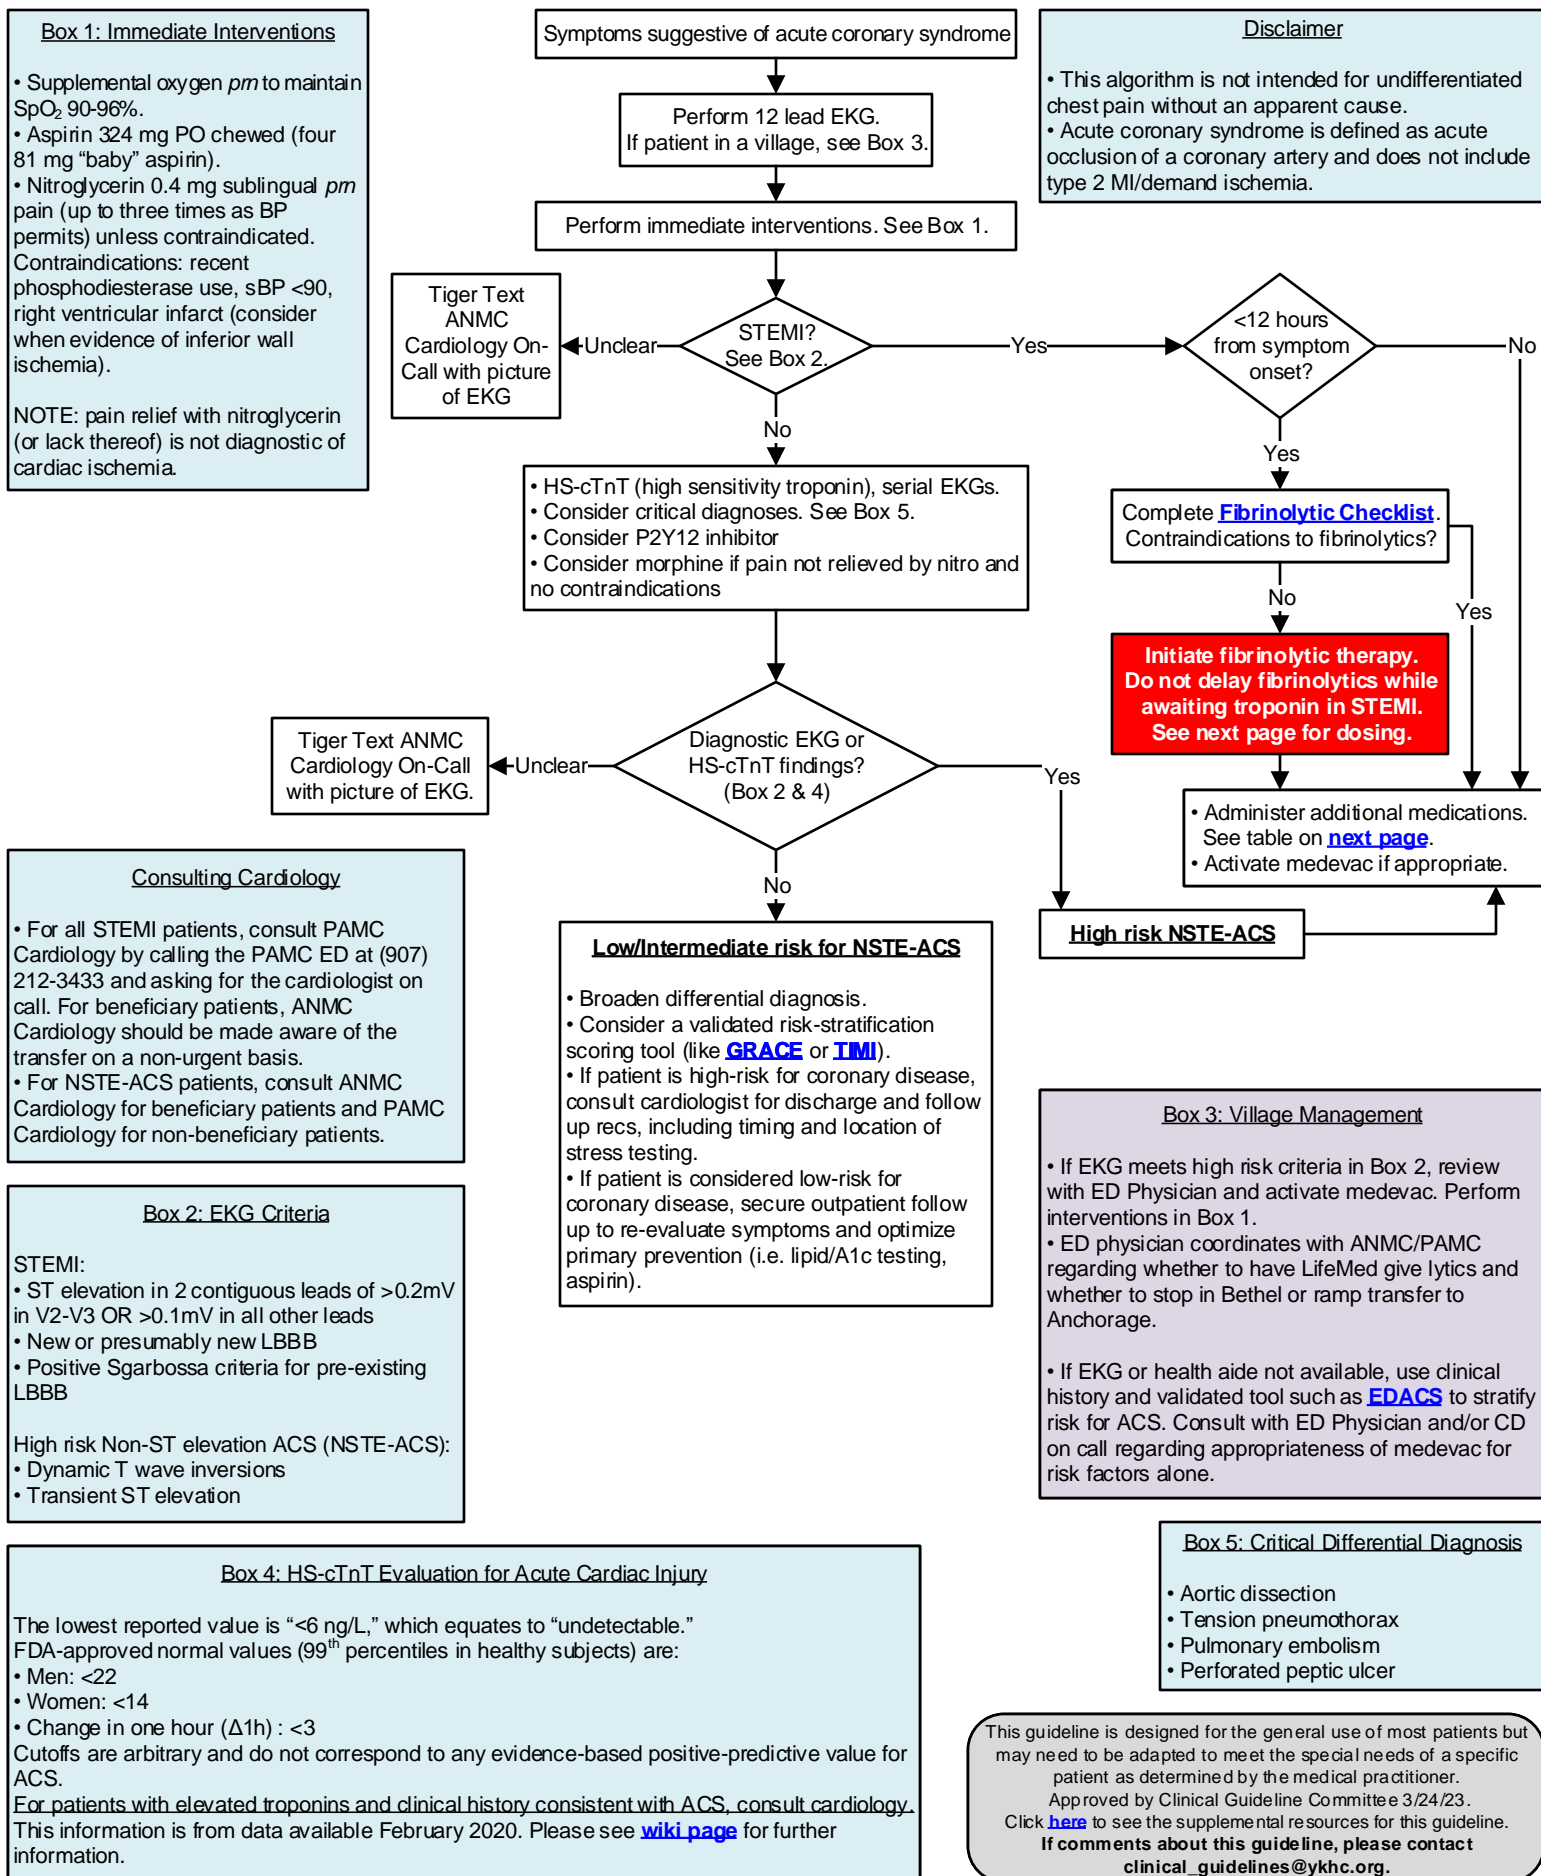 Box 1: Immediate Interventions
• Supplemental oxygen prn to maintain
SpO₂ 90-96%.
• Aspirin 324 mg PO chewed (four
81 mg “baby” aspirin).
• Nitroglycerin 0.4 mg sublingual prn
pain (up to three times as BP
permits) unless contraindicated.
Contraindications: recent
phosphodiesterase use, sBP <90,
right ventricular infarct (consider
when evidence of inferior wall
ischemia).
NOTE: pain relief with nitroglycerin
(or lack thereof) is not diagnostic of
cardiac ischemia.
Symptoms suggestive of acute coronary syndrome
Perform 12 lead EKG.
If patient in a village, see Box 3.
Perform immediate interventions. See Box 1.
Disclaimer
• This algorithm is not intended for undifferentiated
chest pain without an apparent cause.
• Acute coronary syndrome is defined as acute
occlusion of a coronary artery and does not include
type 2 MI/demand ischemia.
Tiger Text
ANMC
Cardiology On-
Call with picture
of EKG
Unclear
STEMI?
See Box 2.
Yes
<12 hours
from symptom
onset?
No
No
Yes
• HS-cTnT (high sensitivity troponin), serial EKGs.
• Consider critical diagnoses. See Box 5.
• Consider P2Y12 inhibitor
• Consider morphine if pain not relieved by nitro and
no contraindications
Complete Fibrinolytic Checklist.
Contraindications to fibrinolytics?
No
Yes
Initiate fibrinolytic therapy.
Do not delay fibrinolytics while
awaiting troponin in STEMI.
See next page for dosing.
Tiger Text ANMC
Cardiology On-Call
with picture of EKG.
Unclear
Diagnostic EKG or
HS-cTnT findings?
(Box 2 & 4)
Yes
• Administer additional medications.
See table on next page.
• Activate medevac if appropriate.
No
High risk NSTE-ACS
Consulting Cardiology
• For all STEMI patients, consult PAMC
Cardiology by calling the PAMC ED at (907)
212-3433 and asking for the cardiologist on
call. For beneficiary patients, ANMC
Cardiology should be made aware of the
transfer on a non-urgent basis.
• For NSTE-ACS patients, consult ANMC
Cardiology for beneficiary patients and PAMC
Cardiology for non-beneficiary patients.
Low/Intermediate risk for NSTE-ACS
• Broaden differential diagnosis.
• Consider a validated risk-stratification
scoring tool (like GRACE or TIMI).
• If patient is high-risk for coronary disease,
consult cardiologist for discharge and follow
up recs, including timing and location of
stress testing.
• If patient is considered low-risk for
coronary disease, secure outpatient follow
up to re-evaluate symptoms and optimize
primary prevention (i.e. lipid/A1c testing,
aspirin).
Box 3: Village Management
• If EKG meets high risk criteria in Box 2, review
with ED Physician and activate medevac. Perform
interventions in Box 1.
• ED physician coordinates with ANMC/PAMC
regarding whether to have LifeMed give lytics and
whether to stop in Bethel or ramp transfer to
Anchorage.
• If EKG or health aide not available, use clinical
history and validated tool such as EDACS to stratify
risk for ACS. Consult with ED Physician and/or CD
on call regarding appropriateness of medevac for
risk factors alone.
Box 2: EKG Criteria
STEMI:
• ST elevation in 2 contiguous leads of >0.2mV
in V2-V3 OR >0.1mV in all other leads
• New or presumably new LBBB
• Positive Sgarbossa criteria for pre-existing
LBBB
High risk Non-ST elevation ACS (NSTE-ACS):
• Dynamic T wave inversions
• Transient ST elevation
Box 4: HS-cTnT Evaluation for Acute Cardiac Injury
The lowest reported value is “<6 ng/L,” which equates to “undetectable.”
FDA-approved normal values (99th percentiles in healthy subjects) are:
• Men: <22
• Women: <14
• Change in one hour (Δ1h) : <3
Cutoffs are arbitrary and do not correspond to any evidence-based positive-predictive value for
ACS.
For patients with elevated troponins and clinical history consistent with ACS, consult cardiology.
This information is from data available February 2020. Please see wiki page for further
information.
Box 5: Critical Differential Diagnosis
• Aortic dissection
• Tension pneumothorax
• Pulmonary embolism
• Perforated peptic ulcer
This guideline is designed for the general use of most patients but
may need to be adapted to meet the special needs of a specific
patient as determined by the medical practitioner.
Approved by Clinical Guideline Committee 3/24/23.
Click here to see the supplemental resources for this guideline.
If comments about this guideline, please contact
clinical_guidelines@ykhc.org.